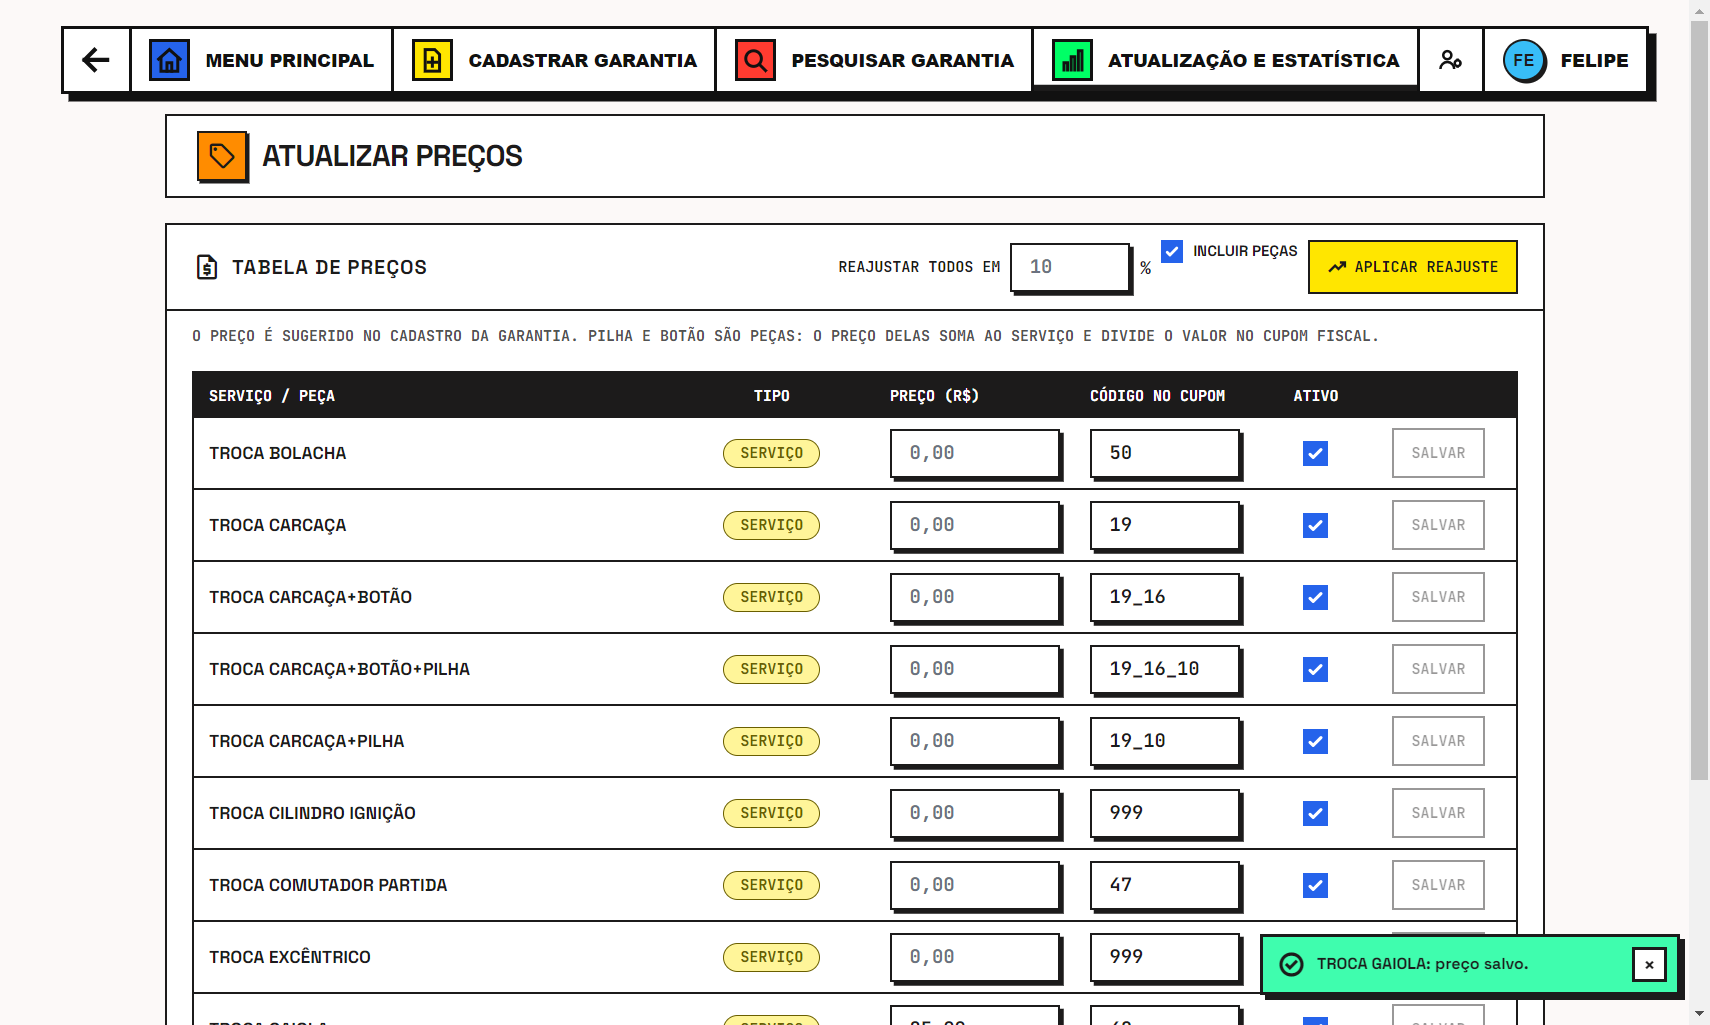 MENU PRINCIPAL
CADASTRAR GARANTIA
PESQUISAR GARANTIA
ATUALIZAÇÃO E ESTATÍSTICA
FE
FELIPE
ATUALIZAR PREÇOS
TABELA DE PREÇOS
REAJUSTAR TODOS EM
10
%
INCLUIR PEÇAS
APLICAR REAJUSTE
O PREÇO É SUGERIDO NO CADASTRO DA GARANTIA. PILHA E BOTÃO SÃO PEÇAS: O PREÇO DELAS SOMA AO SERVIÇO E DIVIDE O VALOR NO CUPOM FISCAL.
SERVIÇO / PEÇA TIPO PREÇO (R$) CÓDIGO NO CUPOM ATIVO
TROCA BOLACHA SERVIÇO 0,00 50 SALVAR
TROCA CARCAÇA SERVIÇO 0,00 19 SALVAR
TROCA CARCAÇA+BOTÃO SERVIÇO 0,00 19_16 SALVAR
TROCA CARCAÇA+BOTÃO+PILHA SERVIÇO 0,00 19_16_10 SALVAR
TROCA CARCAÇA+PILHA SERVIÇO 0,00 19_10 SALVAR
TROCA CILINDRO IGNIÇÃO SERVIÇO 0,00 999 SALVAR
TROCA COMUTADOR PARTIDA SERVIÇO 0,00 47 SALVAR
TROCA EXCÊNTRICO SERVIÇO 0,00 999
TROCA GAIOLA: preço salvo.
×